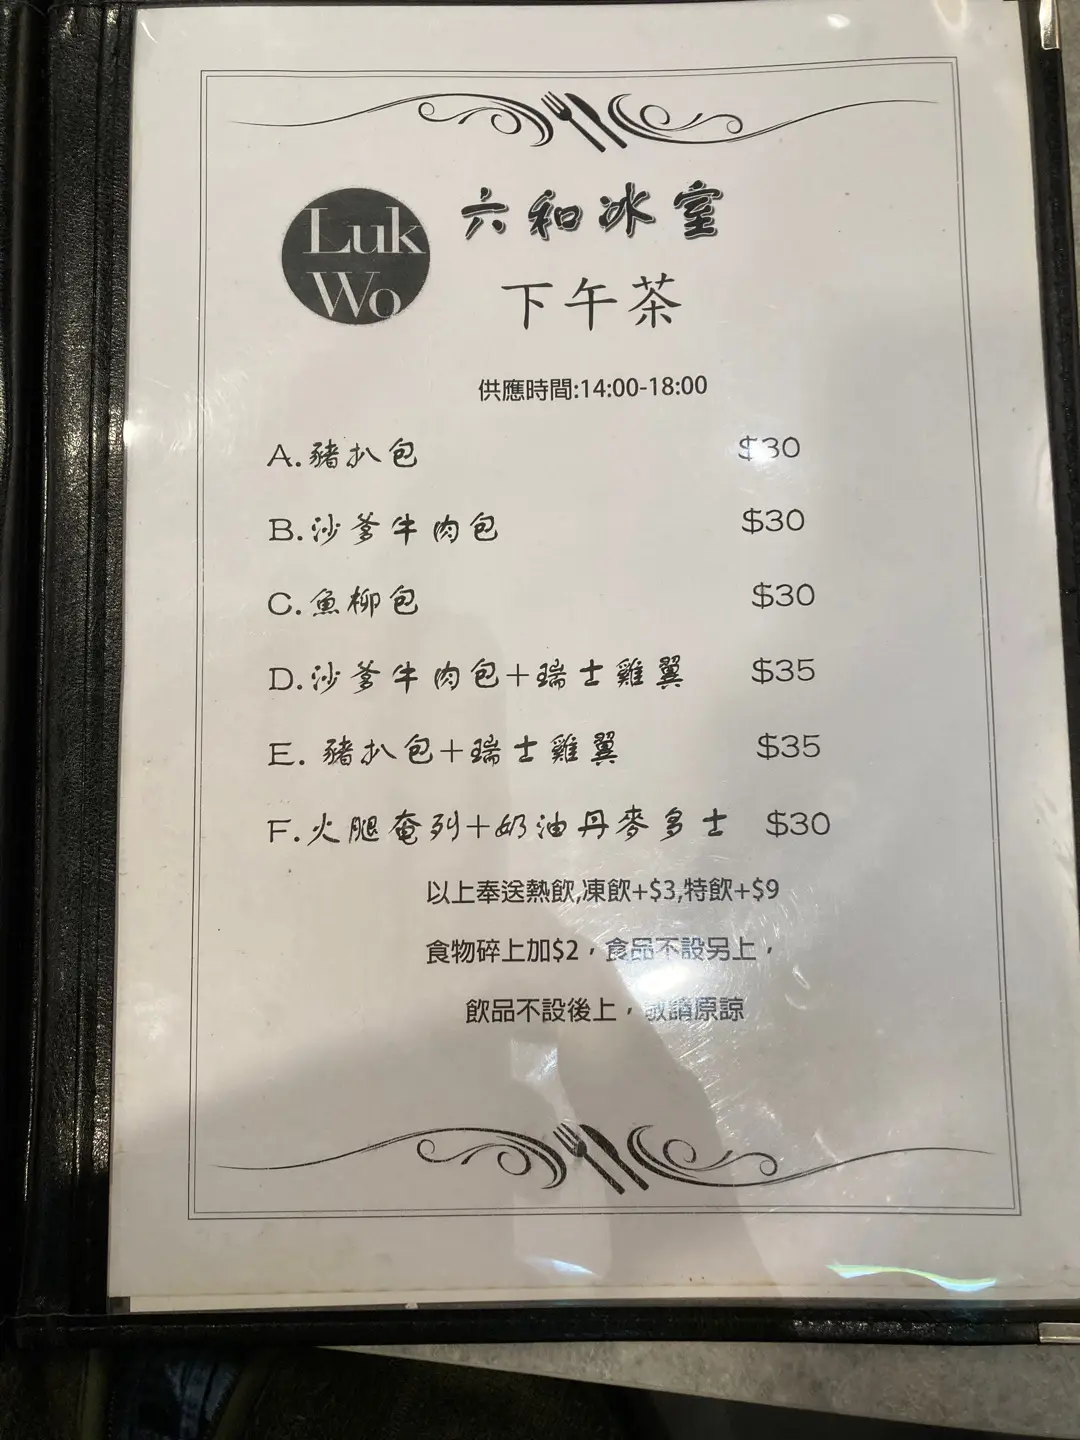 Luk
Wo
六和冰室
下午茶
供應時間:14:00-18:00
A.豬扒包 $30
B.沙爹牛肉包 $30
C.魚柳包 $30
D.沙爹牛肉包+瑞士雞翼 $35
E. 豬扒包+瑞士雞翼 $35
F.火腿奄列+奶油丹麥多士 $30
以上奉送熱飲,凍飲+$3,特飲+$9
食物碎上加$2，食品不設另上，
飲品不設後上，敬請原諒